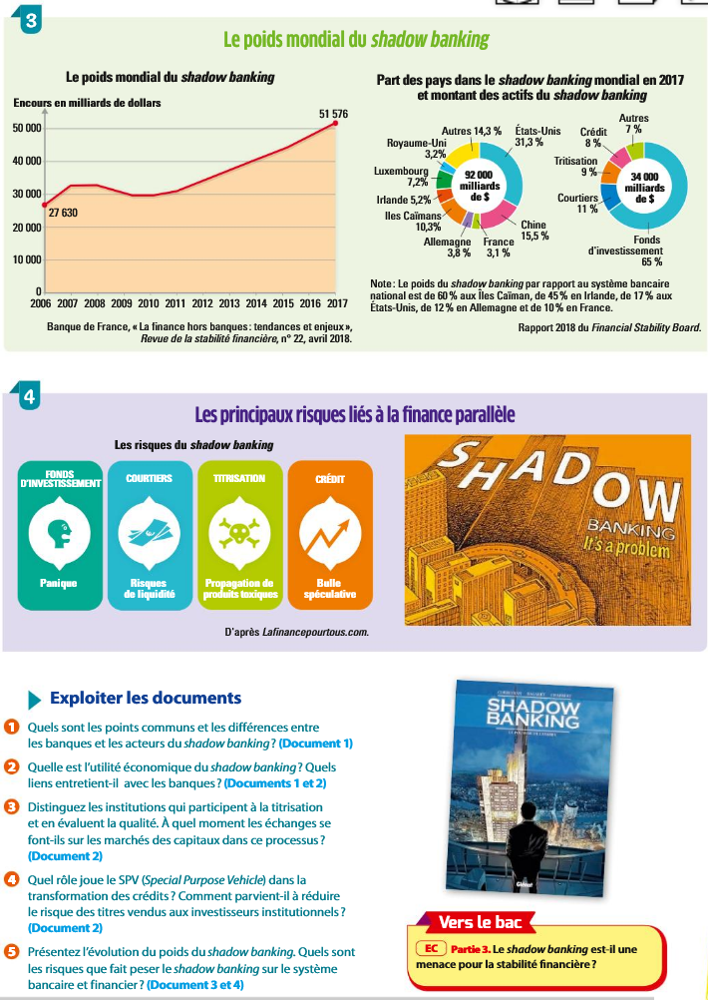 3
Le poids mondial du shadow banking
Le poids mondial du shadow banking
Encours en milliards de dollars
51 576
50 000
40 000
30 000
27 630
20 000
10 000
0
2006 2007 2008 2009 2010 2011 2012 2013 2014 2015 2016 2017
Banque de France, « La finance hors banques : tendances et enjeux »,
Revue de la stabilité financière, n° 22, avril 2018.
Part des pays dans le shadow banking mondial en 2017
et montant des actifs du shadow banking
Autres 14,3 %
États-Unis
31,3 %
Royaume-Uni
3,2%
Luxembourg
7,2%
Irlande 5,2%
Iles Caïmans
10,3%
Allemagne
3,8 %
France
3,1 %
Chine
15,5 %
92 000
milliards
de $
Autres
7 %
Crédit
8 %
Tritisation
9 %
Courtiers
11 %
Fonds
d'investissement
65 %
34 000
milliards
de $
Note : Le poids du shadow banking par rapport au système bancaire
national est de 60 % aux Îles Caïman, de 45 % en Irlande, de 17 % aux
États-Unis, de 12 % en Allemagne et de 10 % en France.
Rapport 2018 du Financial Stability Board.
4
Les principaux risques liés à la finance parallèle
Les risques du shadow banking
FONDS
D'INVESTISSEMENT
Panique
COURTIERS
Risques
de liquidité
TITRISATION
Propagation de
produits toxiques
CRÉDIT
Bulle
spéculative
D'après Lafinancepourtous.com.
SHADOW
BANKING
It's a problem
Exploiter les documents
1 Quels sont les points communs et les différences entre
les banques et les acteurs du shadow banking ? (Document 1)
2 Quelle est l'utilité économique du shadow banking ? Quels
liens entretient-il avec les banques ? (Documents 1 et 2)
3 Distinguez les institutions qui participent à la titrisation
et en évaluent la qualité. À quel moment les échanges se
font-ils sur les marchés des capitaux dans ce processus ?
(Document 2)
4 Quel rôle joue le SPV (Special Purpose Vehicle) dans la
transformation des crédits ? Comment parvient-il à réduire
le risque des titres vendus aux investisseurs institutionnels ?
(Document 2)
5 Présentez l'évolution du poids du shadow banking. Quels sont
les risques que fait peser le shadow banking sur le système
bancaire et financier ? (Document 3 et 4)
SHADOW
BANKING
Glénat
Vers le bac
EC Partie 3. Le shadow banking est-il une
menace pour la stabilité financière ?